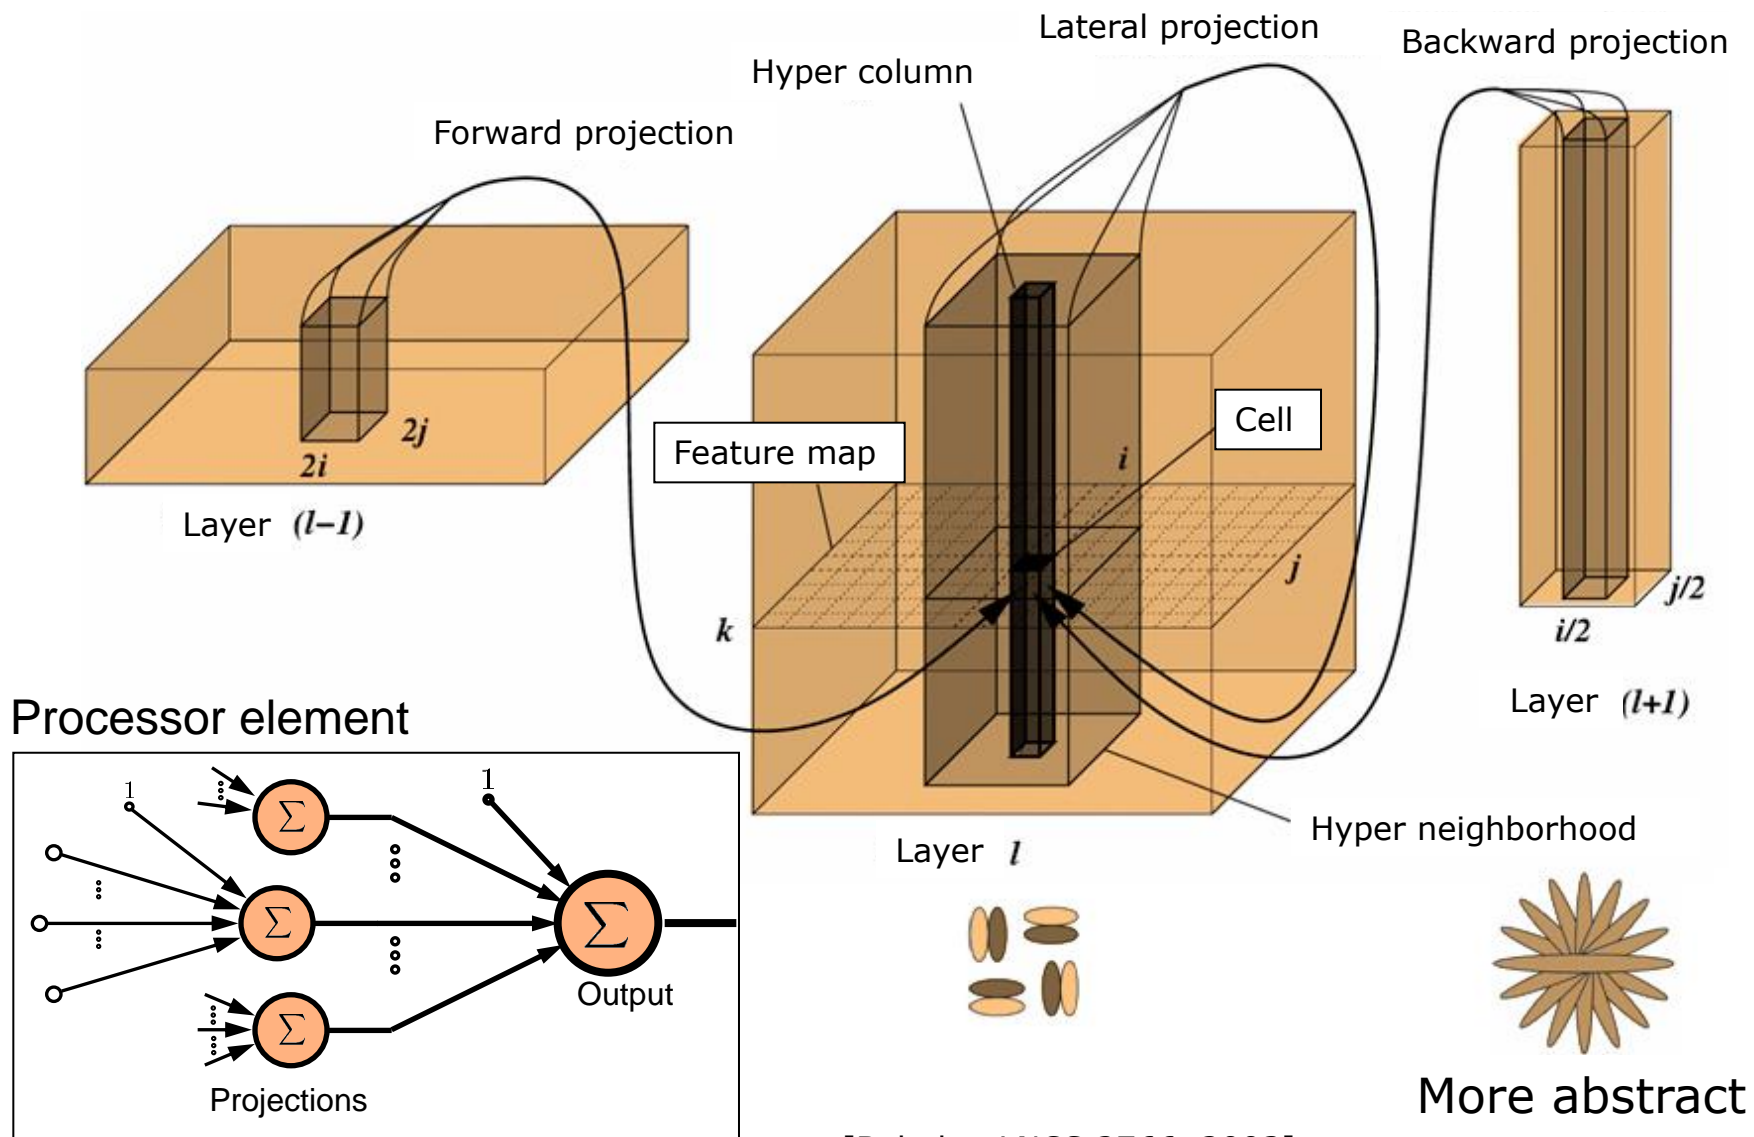 Lateral projection
Backward projection
Hyper column
Forward projection
Cell
Feature map
i
2j
2i
Layer (l−1)
j
k
j/2
i/2
Layer (l+1)
Processor element
1
1
Σ
Hyper neighborhood
Layer l
Σ
Σ
Output
Σ
Projections
More abstract